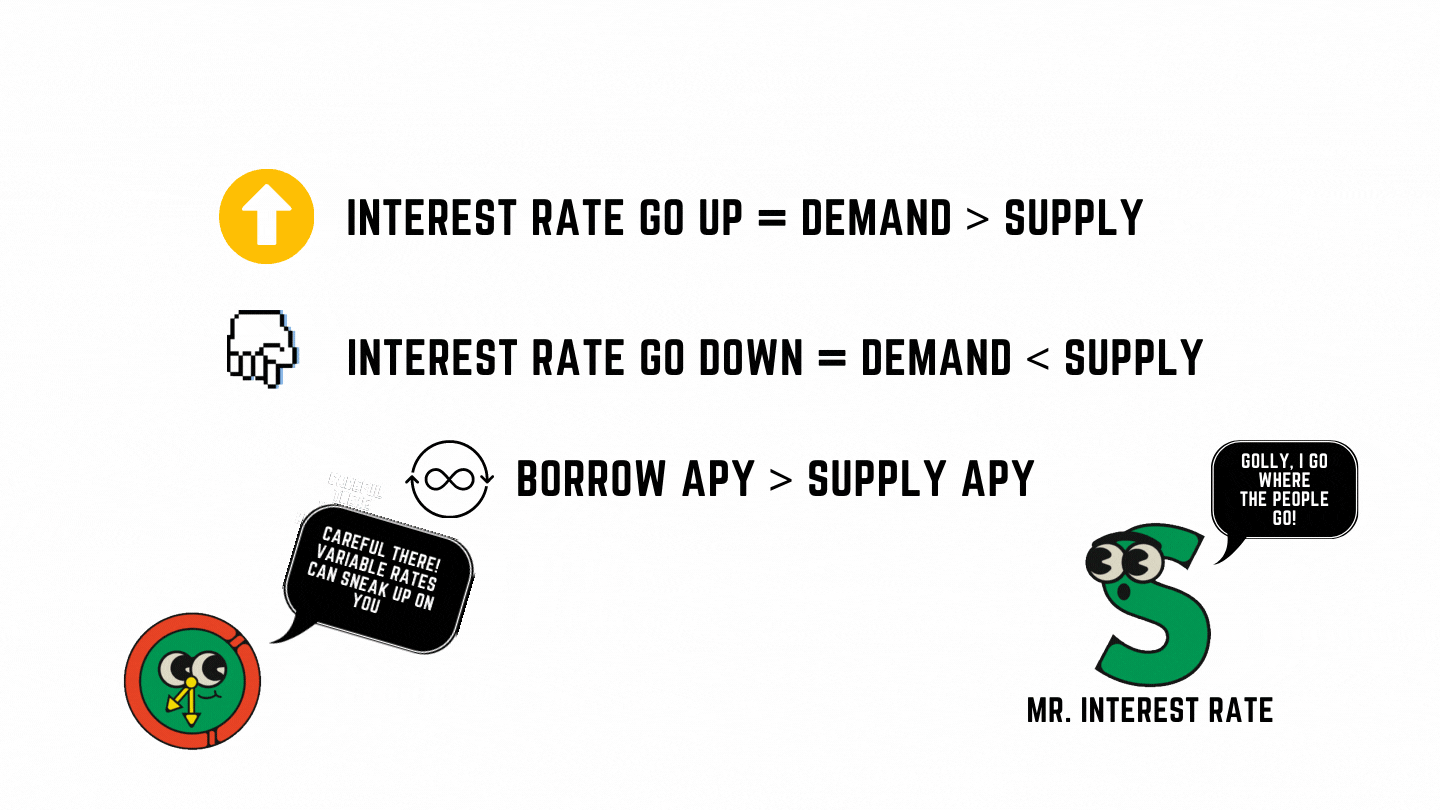 INTEREST RATE GO UP = DEMAND > SUPPLY
INTEREST RATE GO DOWN = DEMAND < SUPPLY
BORROW APY > SUPPLY APY
GOLLY, I GO
WHERE
THE PEOPLE
GO!
CAREFUL THERE!
VARIABLE RATES
CAN SNEAK UP ON
YOU
MR. INTEREST RATE